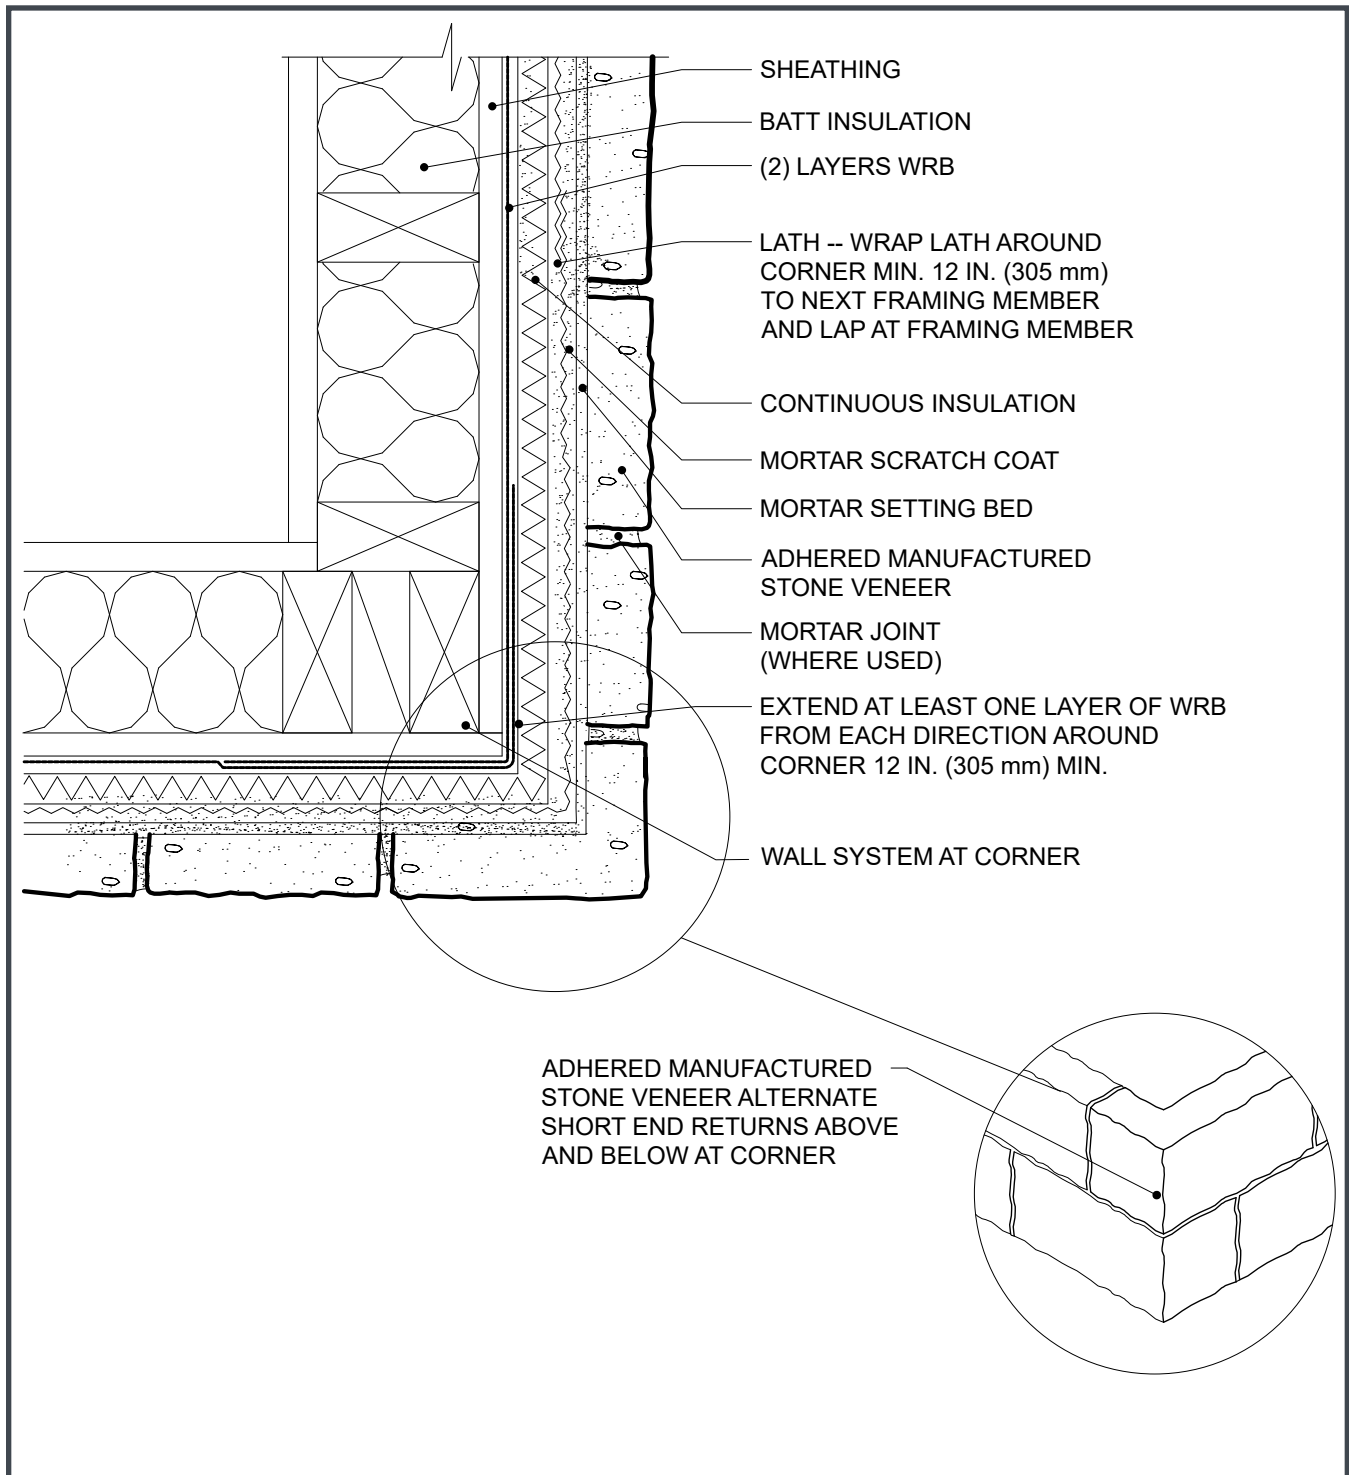 SHEATHING
BATT INSULATION
(2) LAYERS WRB
LATH -- WRAP LATH AROUND
CORNER MIN. 12 IN. (305 mm)
TO NEXT FRAMING MEMBER
AND LAP AT FRAMING MEMBER
CONTINUOUS INSULATION
MORTAR SCRATCH COAT
MORTAR SETTING BED
ADHERED MANUFACTURED
STONE VENEER
MORTAR JOINT
(WHERE USED)
EXTEND AT LEAST ONE LAYER OF WRB
FROM EACH DIRECTION AROUND
CORNER 12 IN. (305 mm) MIN.
WALL SYSTEM AT CORNER
ADHERED MANUFACTURED
STONE VENEER ALTERNATE
SHORT END RETURNS ABOVE
AND BELOW AT CORNER